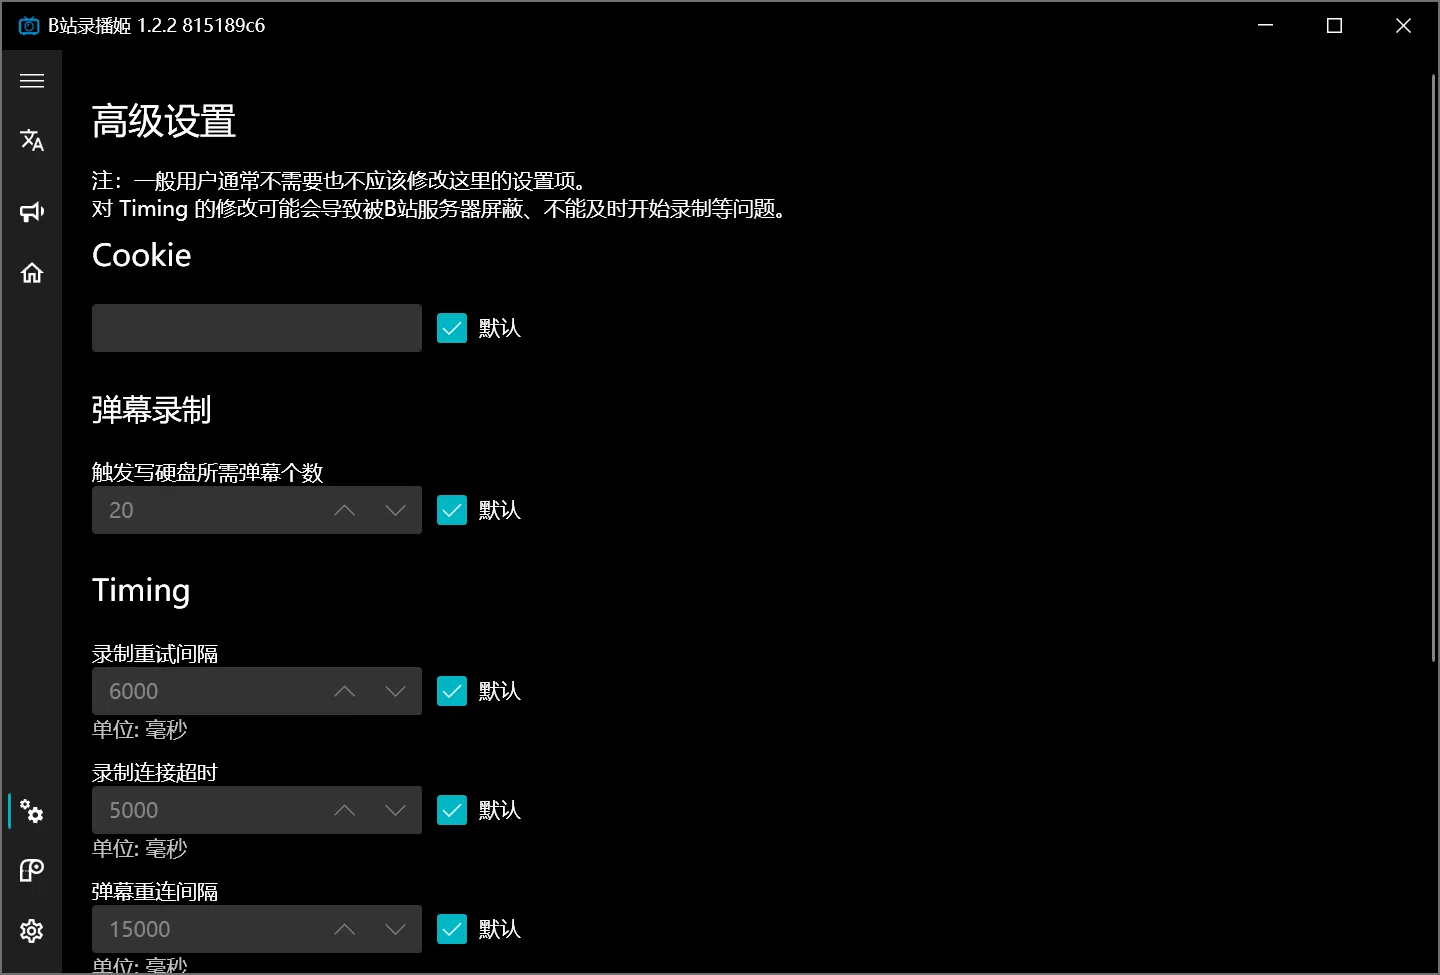 B站录播姬 1.2.2 815189c6
高级设置
注：一般用户通常不需要也不应该修改这里的设置项。
对 Timing 的修改可能会导致被B站服务器屏蔽、不能及时开始录制等问题。
Cookie
默认
弹幕录制
触发写硬盘所需弹幕个数
20 默认
Timing
录制重试间隔
6000 默认
单位: 毫秒
录制连接超时
5000 默认
单位: 毫秒
弹幕重连间隔
15000 默认
单位: 毫秒